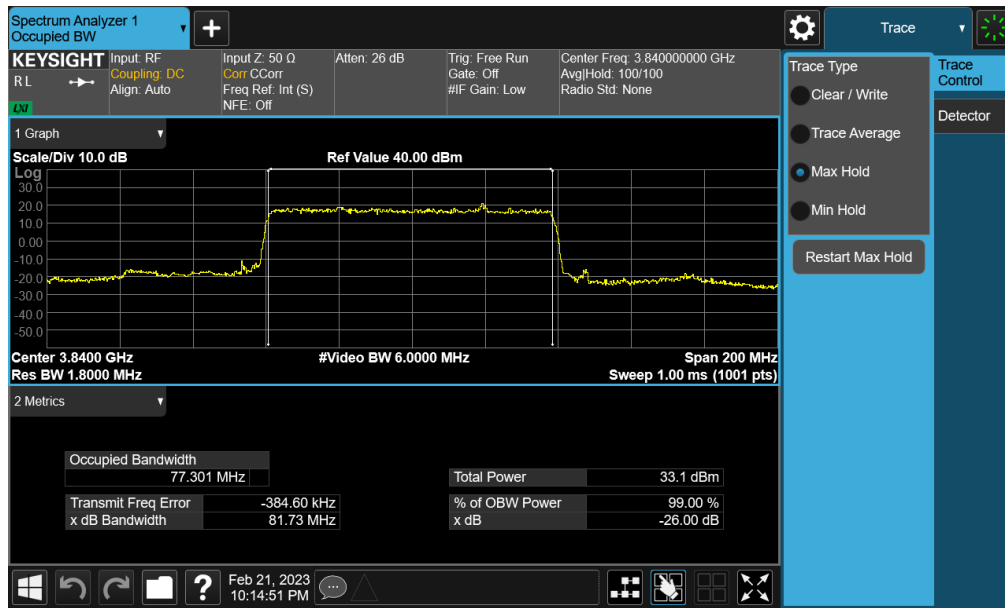 Spectrum Analyzer 1
Occupied BW
+
Trace
KEYSIGHT
R L
LXI
Input: RF
Coupling: DC
Align: Auto
Input Z: 50 Ω
Corr CCorr
Freq Ref: Int (S)
NFE: Off
Atten: 26 dB
Trig: Free Run
Gate: Off
#IF Gain: Low
Center Freq: 3.840000000 GHz
Avg|Hold: 100/100
Radio Std: None
Trace Type
Clear / Write
Trace Average
Max Hold
Min Hold
Restart Max Hold
Trace
Control
Detector
1 Graph
Scale/Div 10.0 dB
Ref Value 40.00 dBm
Log
30.0
20.0
10.0
0.00
-10.0
-20.0
-30.0
-40.0
-50.0
Center 3.8400 GHz
#Video BW 6.0000 MHz
Span 200 MHz
Res BW 1.8000 MHz
Sweep 1.00 ms (1001 pts)
2 Metrics
Occupied Bandwidth
77.301 MHz
Total Power 33.1 dBm
Transmit Freq Error -384.60 kHz
% of OBW Power 99.00 %
x dB Bandwidth 81.73 MHz
x dB -26.00 dB
?
Feb 21, 2023
10:14:51 PM